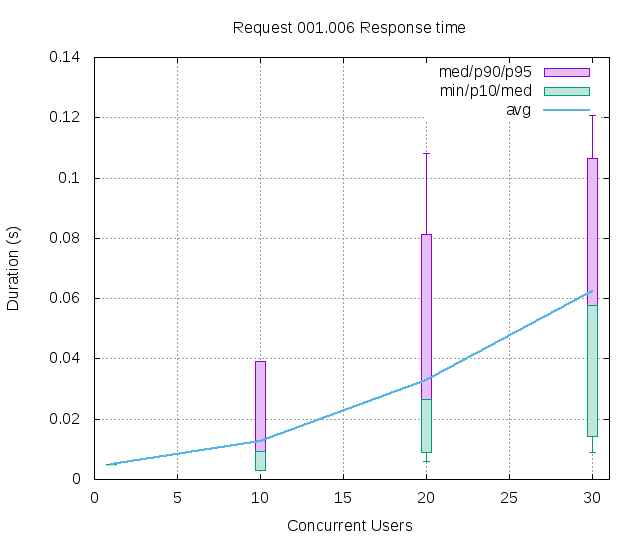 Request 001.006 Response time
med/p90/p95
min/p10/med
avg
Duration (s)
0.14
0.12
0.1
0.08
0.06
0.04
0.02
0
0 5 10 15 20 25 30
Concurrent Users